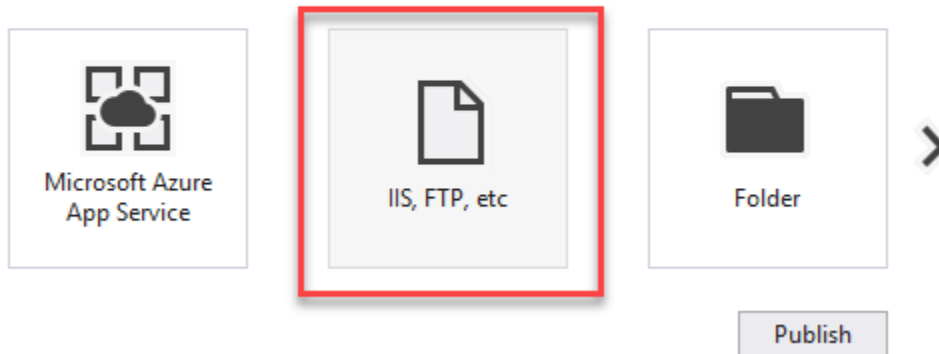 Microsoft Azure
App Service
IIS, FTP, etc
Folder
Publish